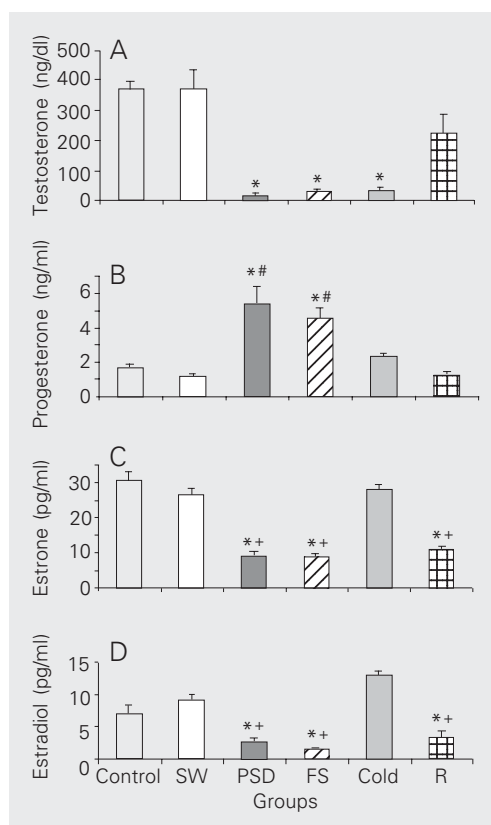 A
Testosterone (ng/dl)
500
400
300
200
100
0
*
*
*
B
Progesterone (ng/ml)
6
4
2
0
*#
*#
C
Estrone (pg/ml)
30
20
10
0
*+
*+
*+
D
Estradiol (pg/ml)
15
10
5
0
*+
*+
*+
Control SW PSD FS Cold R
Groups